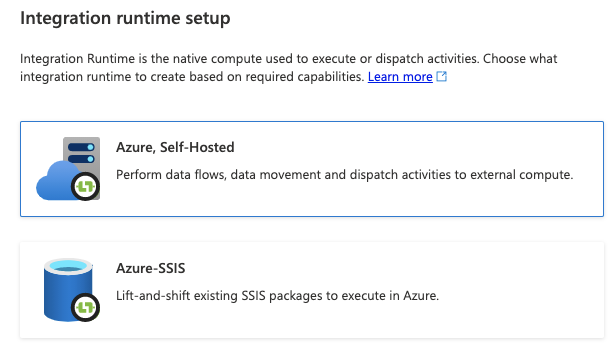 Integration runtime setup
Integration Runtime is the native compute used to execute or dispatch activities. Choose what
integration runtime to create based on required capabilities. Learn more
Azure, Self-Hosted
Perform data flows, data movement and dispatch activities to external compute.
Azure-SSIS
Lift-and-shift existing SSIS packages to execute in Azure.